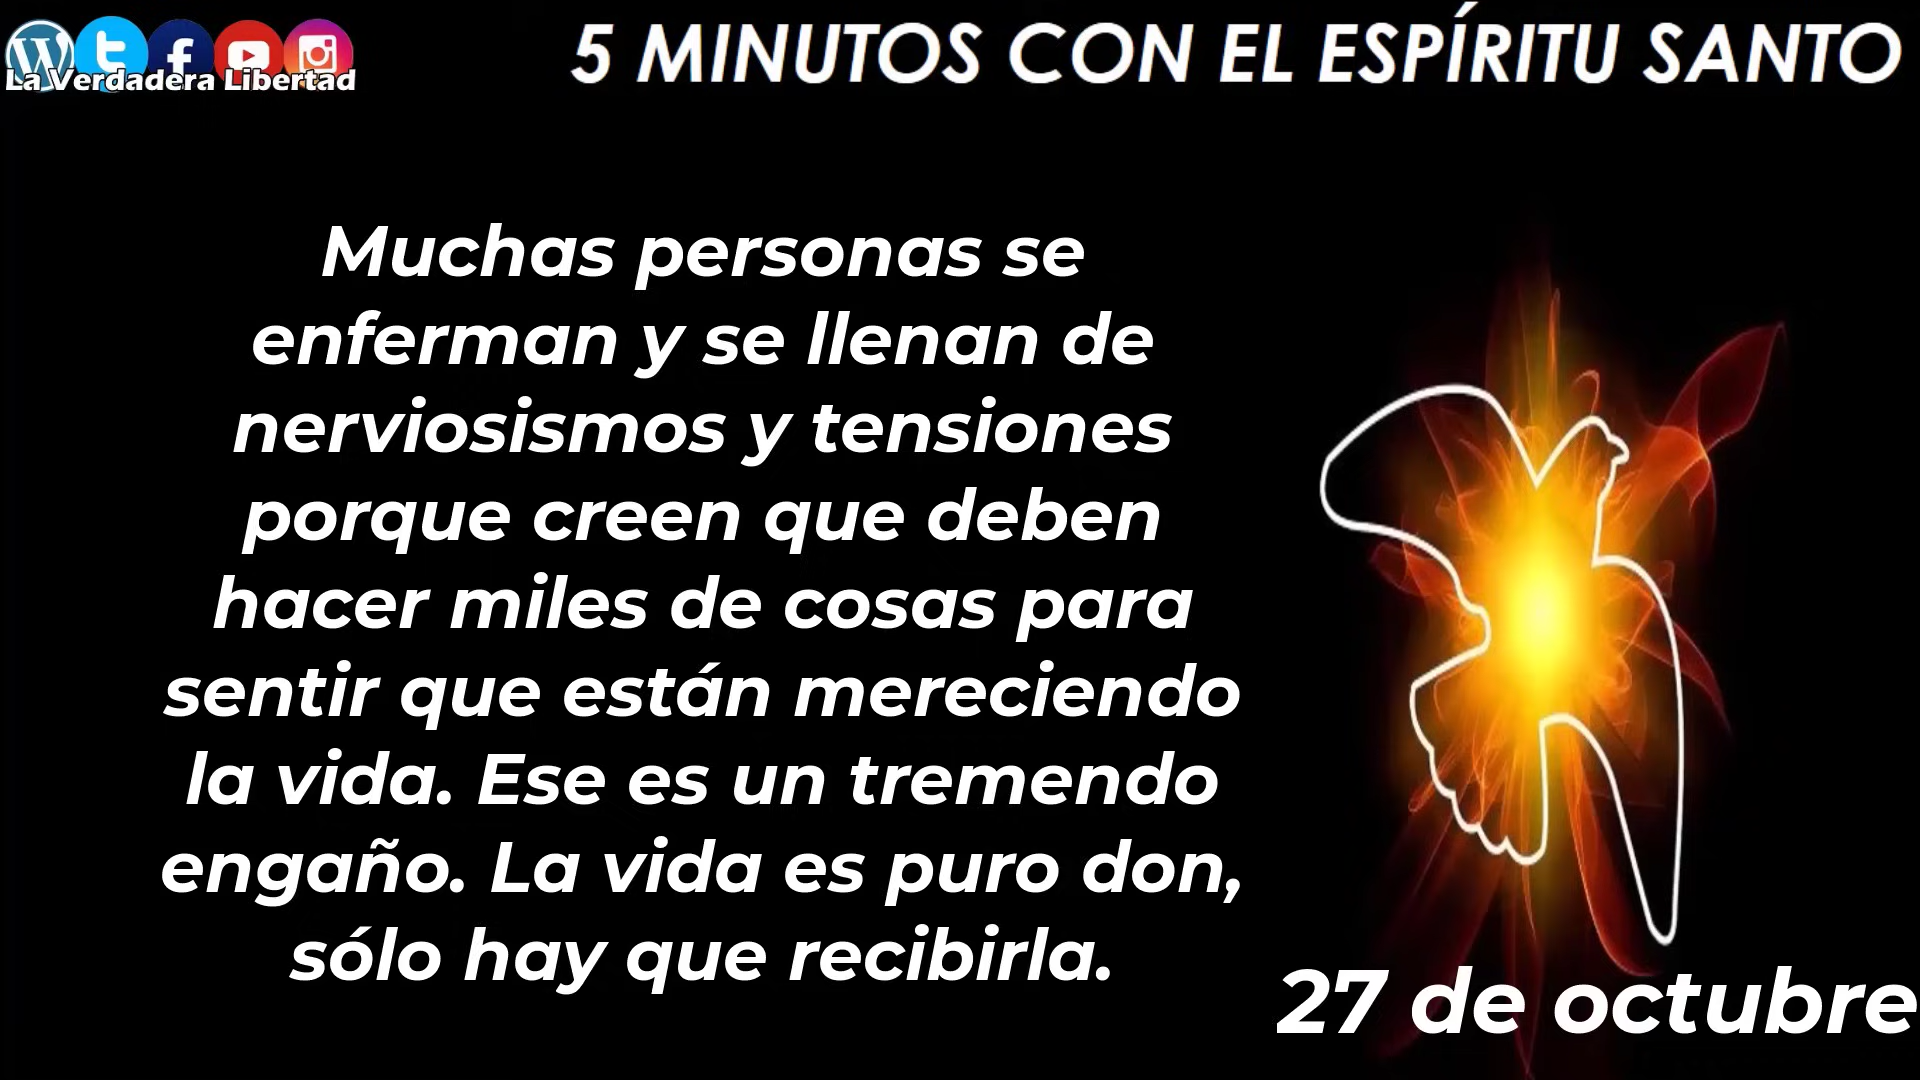 La Verdadera Libertad
5 MINUTOS CON EL ESPÍRITU SANTO
Muchas personas se
enferman y se llenan de
nerviosismos y tensiones
porque creen que deben
hacer miles de cosas para
sentir que están mereciendo
la vida. Ese es un tremendo
engaño. La vida es puro don,
sólo hay que recibirla.
27 de octubre